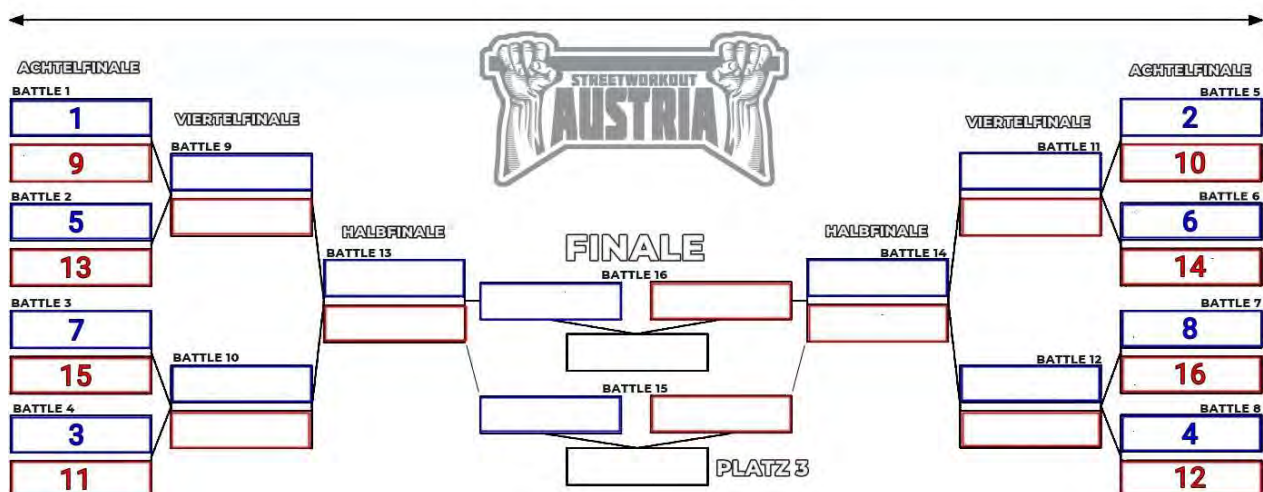 STREETWORKOUT
AUSTRIA
ACHTELFINALE
BATTLE 1
1
9
BATTLE 2
5
13
BATTLE 3
7
15
BATTLE 4
3
11
VIERTELFINALE
BATTLE 9
BATTLE 10
HALBFINALE
BATTLE 13
FINALE
BATTLE 16
BATTLE 15
PLATZ 3
HALBFINALE
BATTLE 14
VIERTELFINALE
BATTLE 11
BATTLE 12
ACHTELFINALE
BATTLE 5
2
10
BATTLE 6
6
14
BATTLE 7
8
16
BATTLE 8
4
12